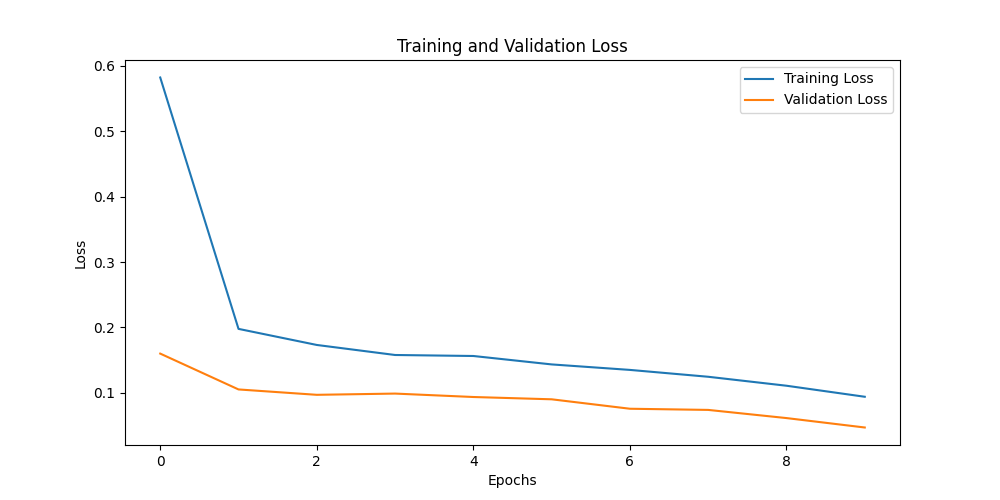 Training and Validation Loss
Training Loss
Validation Loss
0.6
0.5
0.4
0.3
0.2
0.1
Loss
0 2 4 6 8
Epochs